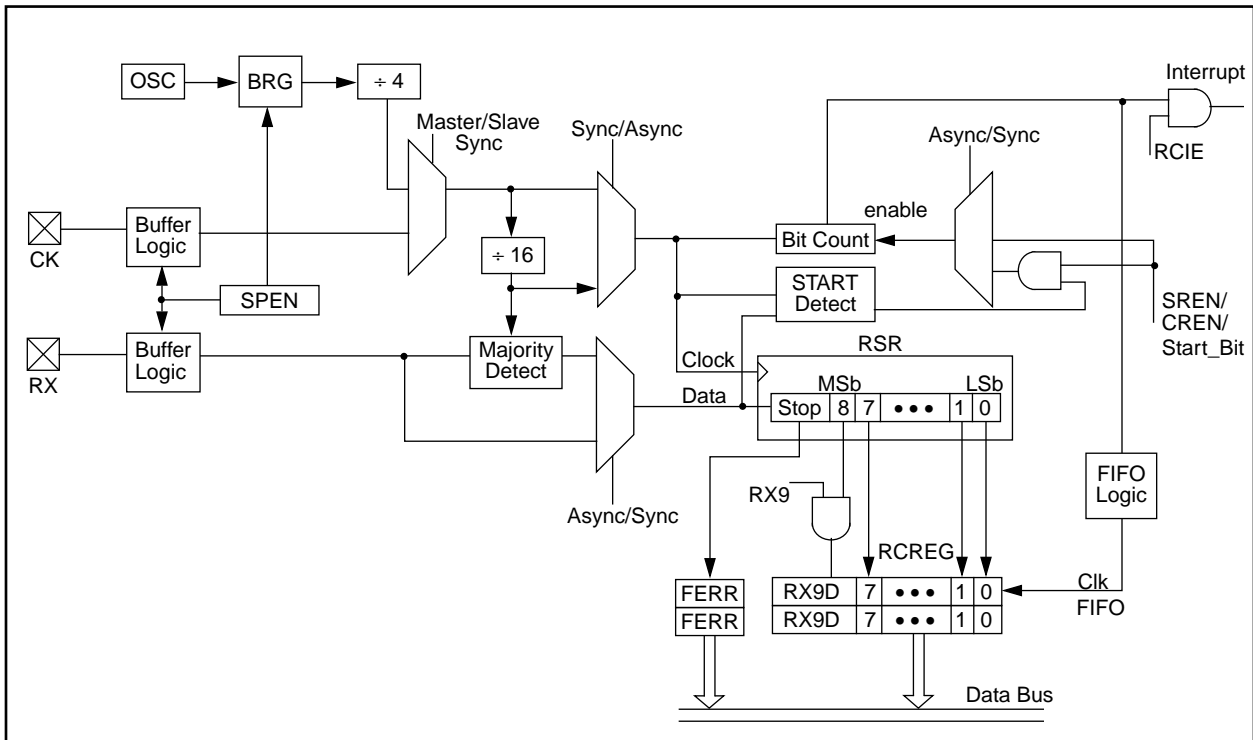 OSC
BRG
÷ 4
Interrupt
Master/Slave
Sync
Sync/Async
Async/Sync
RCIE
CK
Buffer
Logic
enable
Bit Count
÷ 16
SPEN
START
Detect
SREN/
CREN/
Start_Bit
RX
Buffer
Logic
Majority
Detect
Clock
RSR
MSb
LSb
Data
Stop 8 7 ••• 1 0
Async/Sync
RX9
FIFO
Logic
RCREG
Clk
FIFO
FERR
RX9D 7 ••• 1 0
FERR
RX9D 7 ••• 1 0
Data Bus